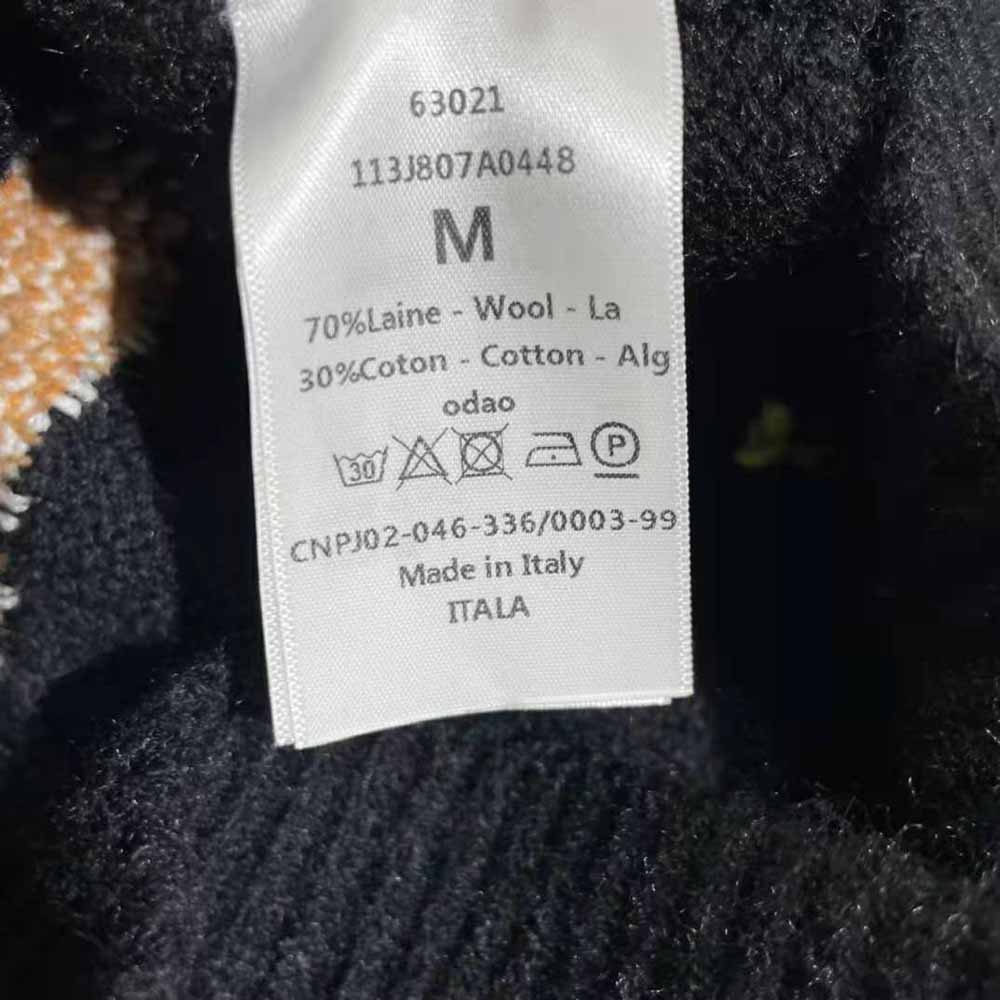 63021
113J807A0448
M
70%Laine - Wool - La
30%Coton - Cotton - Alg
odao
30 P
CNPJ02-046-336/0003-99
Made in Italy
ITALA